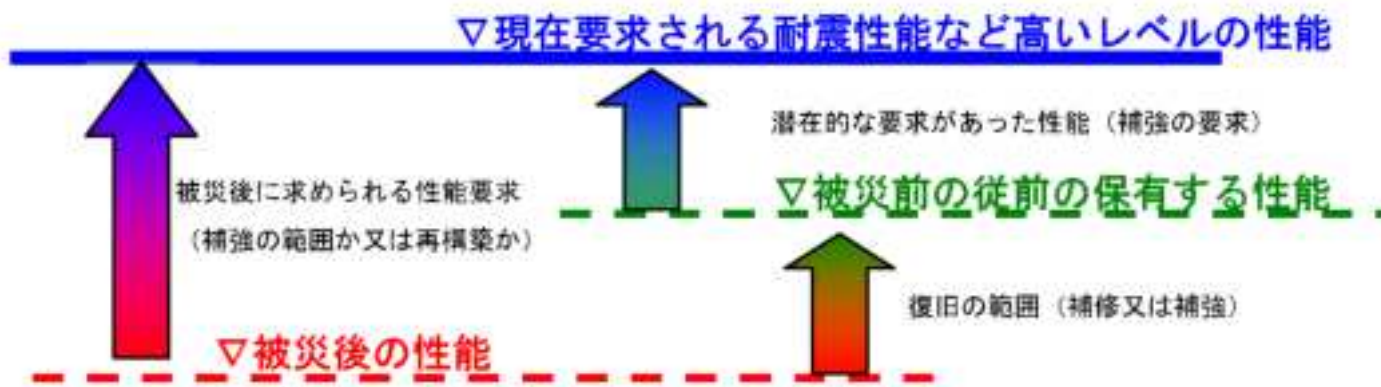 ▽現在要求される耐震性能など高いレベルの性能
潜在的な要求があった性能（補強の要求）
被災後に求められる性能要求
（補強の範囲か又は再構築か）
▽被災前の従前の保有する性能
復旧の範囲（補修又は補強）
▽被災後の性能